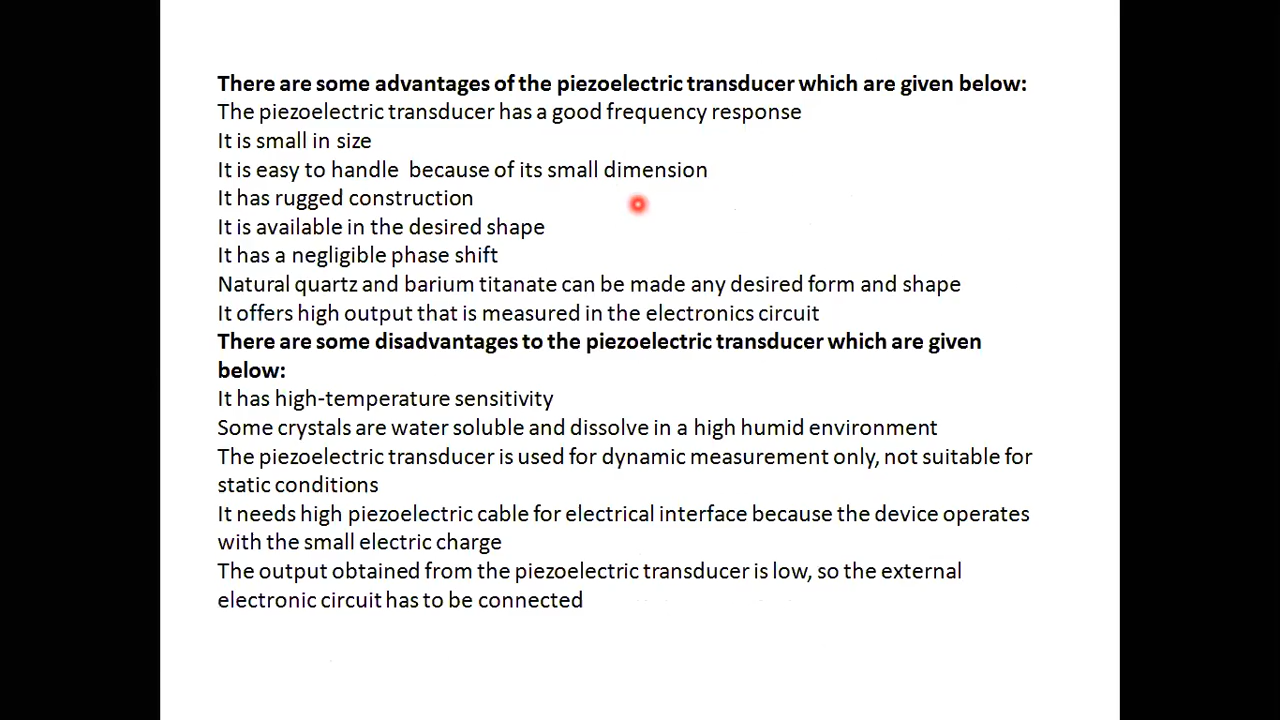 There are some advantages of the piezoelectric transducer which are given below:
The piezoelectric transducer has a good frequency response
It is small in size
It is easy to handle  because of its small dimension
It has rugged construction
It is available in the desired shape
It has a negligible phase shift
Natural quartz and barium titanate can be made any desired form and shape
It offers high output that is measured in the electronics circuit
There are some disadvantages to the piezoelectric transducer which are given
below:
It has high-temperature sensitivity
Some crystals are water soluble and dissolve in a high humid environment
The piezoelectric transducer is used for dynamic measurement only, not suitable for
static conditions
It needs high piezoelectric cable for electrical interface because the device operates
with the small electric charge
The output obtained from the piezoelectric transducer is low, so the external
electronic circuit has to be connected